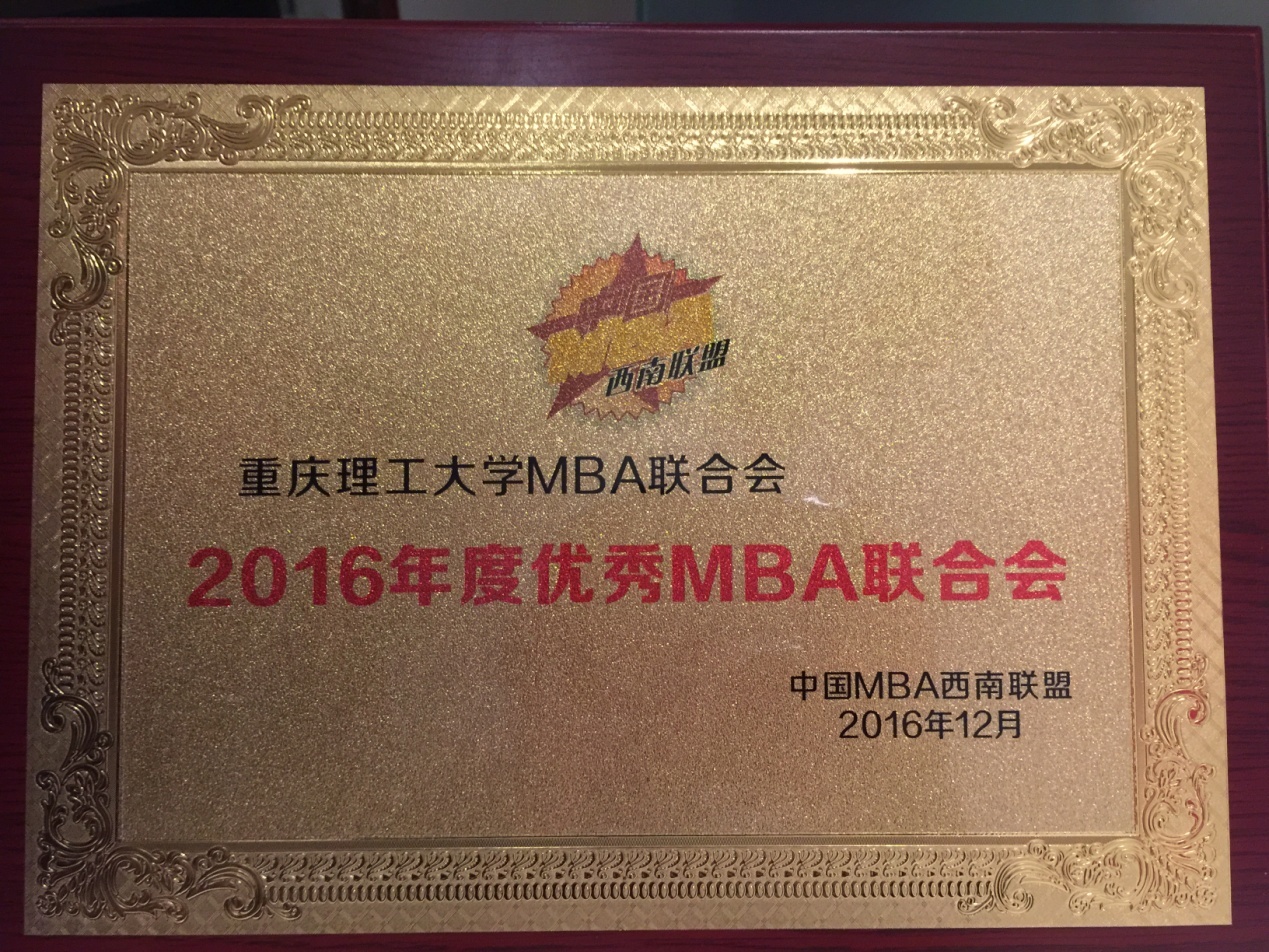 中国
西南联盟
重庆理工大学MBA联合会
2016年度优秀MBA联合会
中国MBA西南联盟
2016年12月